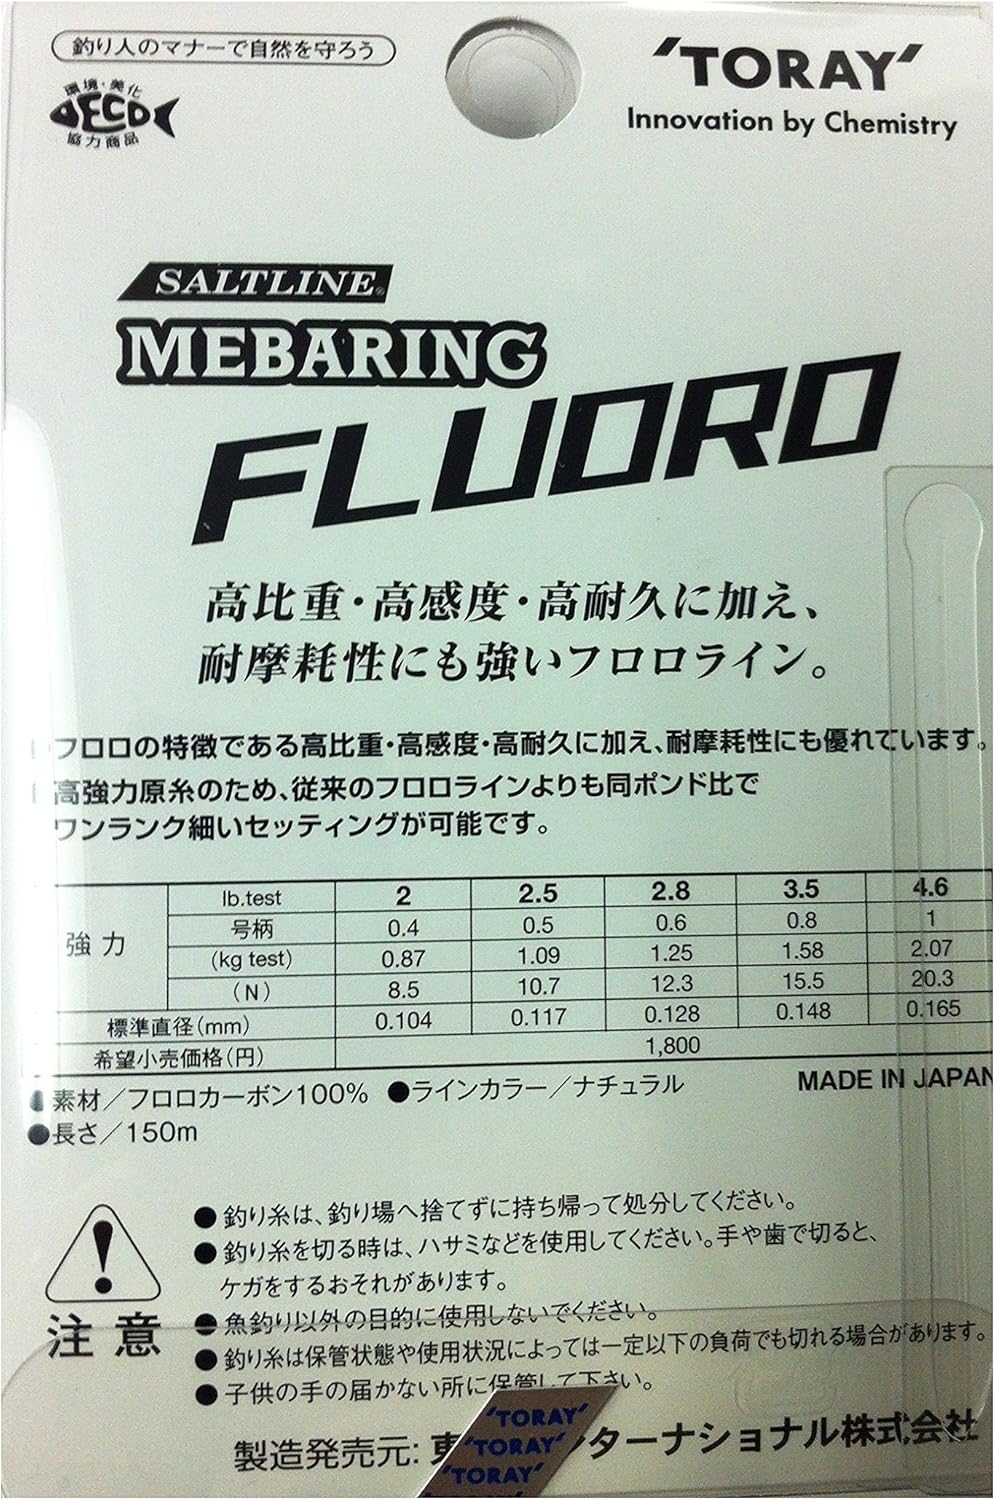 釣り人のマナーで自然を守ろう
環境・美化
ECO
協力商品
'TORAY'
Innovation by Chemistry
SALTLINE®
MEBARING
FLUORO
高比重・高感度・高耐久に加え、
耐摩耗性にも強いフロロライン。
フロロの特徴である高比重・高感度・高耐久に加え、耐摩耗性にも優れています。
高強力原糸のため、従来のフロロラインよりも同ポンド比で
ワンランク細いセッティングが可能です。
強力 lb.test 2 2.5 2.8 3.5 4.6
号柄 0.4 0.5 0.6 0.8 1
(kg test) 0.87 1.09 1.25 1.58 2.07
(N) 8.5 10.7 12.3 15.5 20.3
標準直径(mm) 0.104 0.117 0.128 0.148 0.165
希望小売価格(円) 1,800
●素材/フロロカーボン100% ●ラインカラー/ナチュラル MADE IN JAPAN
●長さ/150m
注意
●釣り糸は、釣り場へ捨てずに持ち帰って処分してください。
●釣り糸を切る時は、ハサミなどを使用してください。手や歯で切ると、
ケガをするおそれがあります。
●魚釣り以外の目的に使用しないでください。
●釣り糸は保管状態や使用状況によっては一定以下の負荷でも切れる場合があります。
●子供の手の届かない所に保管して下さい。
製造発売元: 東 ターナショナル株式会社
'TORAY'
'TORAY'
'TORAY'